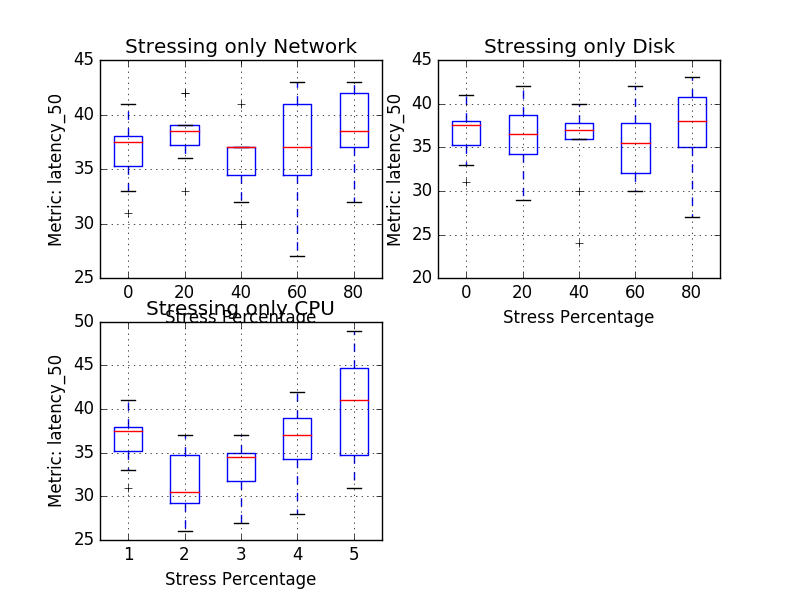 Stressing only Network
Metric: latency_50
45
40
35
30
25
0 20 40 60 80
Stress Percentage
Stressing only Disk
Metric: latency_50
45
40
35
30
25
20
0 20 40 60 80
Stress Percentage
Stressing only CPU
Metric: latency_50
50
45
40
35
30
25
1 2 3 4 5
Stress Percentage